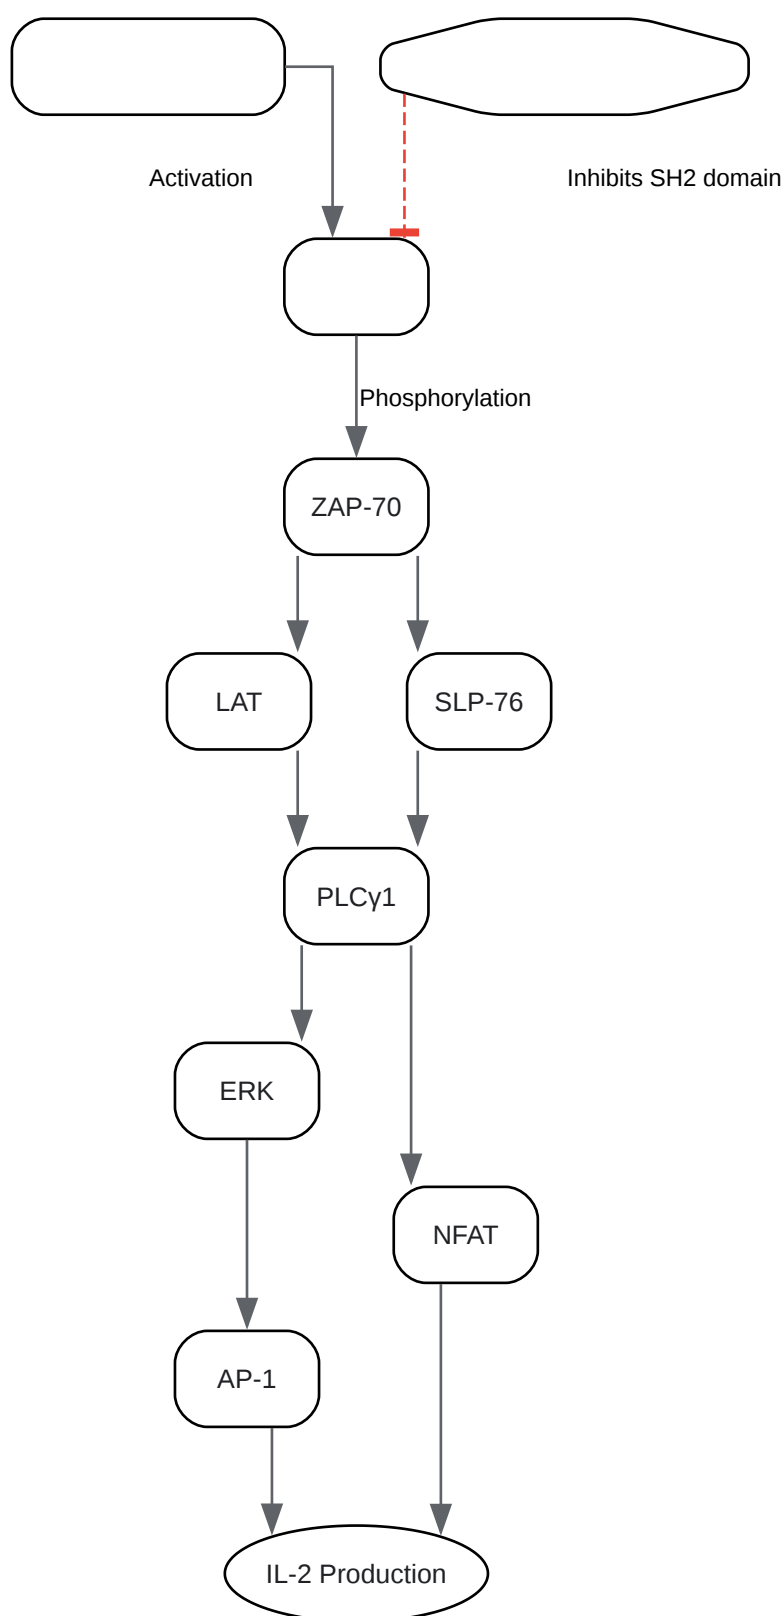 Activation
Inhibits SH2 domain
Phosphorylation
ZAP-70
LAT
SLP-76
PLCγ1
ERK
NFAT
AP-1
IL-2 Production